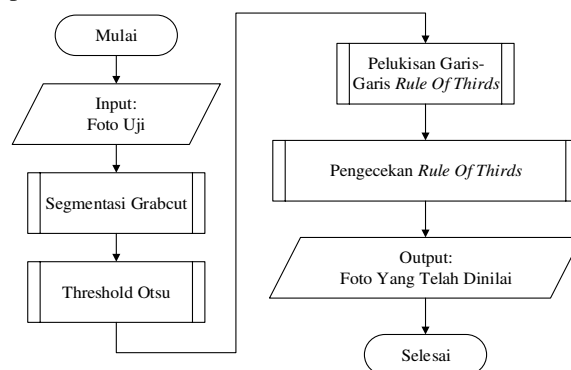 Mulai
Input:
Foto Uji
Segmentasi Grabcut
Threshold Otsu
Pelukisan Garis-
Garis Rule Of Thirds
Pengecekan Rule Of Thirds
Output:
Foto Yang Telah Dinilai
Selesai